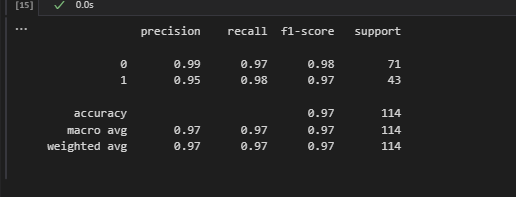 [15] ✓ 0.0s
...
precision recall f1-score support
0 0.99 0.97 0.98 71
1 0.95 0.98 0.97 43
accuracy 0.97 114
macro avg 0.97 0.97 0.97 114
weighted avg 0.97 0.97 0.97 114